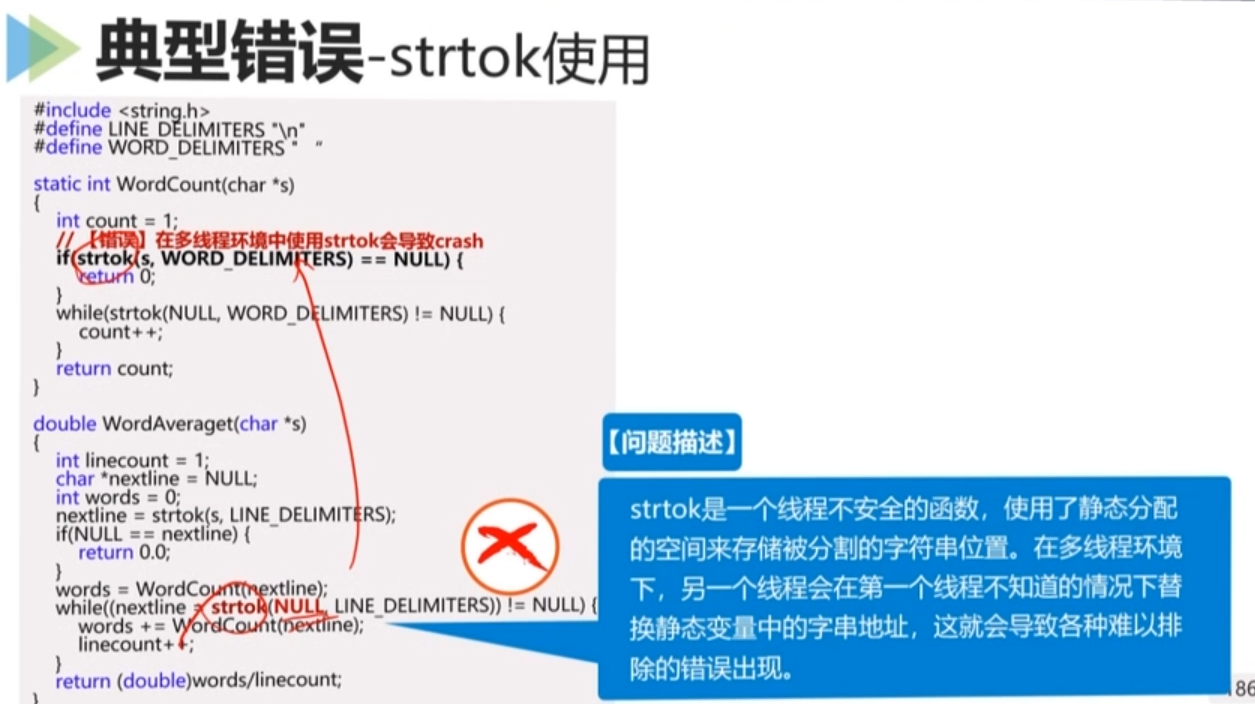 典型错误-strtok使用
#include <string.h>
#define LINE_DELIMITERS "\n"
#define WORD_DELIMITERS " “
static int WordCount(char *s)
{
int count = 1;
// 【错误】在多线程环境中使用strtok会导致crash
if(strtok(s, WORD_DELIMITERS) == NULL) {
return 0;
}
while(strtok(NULL, WORD_DELIMITERS) != NULL) {
count++;
}
return count;
}
double WordAveraget(char *s)
{
int linecount = 1;
char *nextline = NULL;
int words = 0;
nextline = strtok(s, LINE_DELIMITERS);
if(NULL == nextline) {
return 0.0;
}
words = WordCount(nextline);
while((nextline = strtok(NULL, LINE_DELIMITERS)) != NULL) {
words += WordCount(nextline);
linecount++;
}
return (double)words/linecount;
}
【问题描述】
strtok是一个线程不安全的函数，使用了静态分配
的空间来存储被分割的字符串位置。在多线程环境
下，另一个线程会在第一个线程不知道的情况下替
换静态变量中的字串地址，这就会导致各种难以排
除的错误出现。